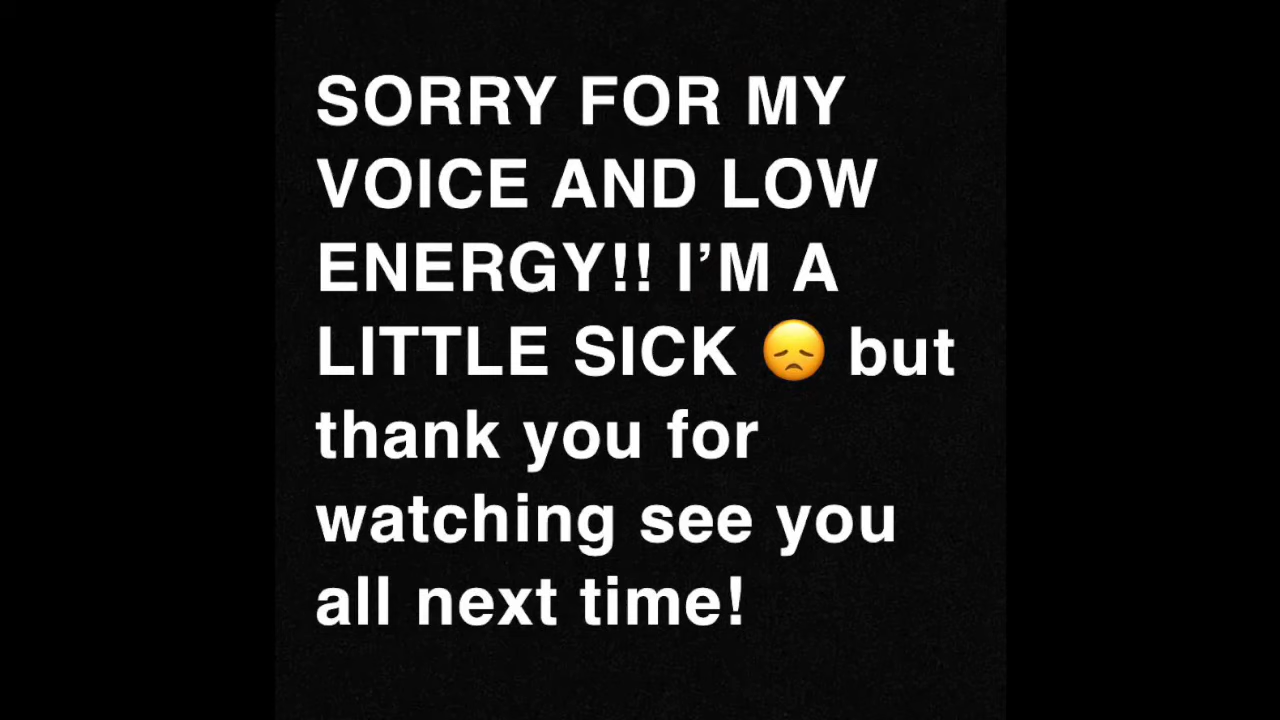 SORRY FOR MY
VOICE AND LOW
ENERGY!! I’M A
LITTLE SICK 😞 but
thank you for
watching see you
all next time!